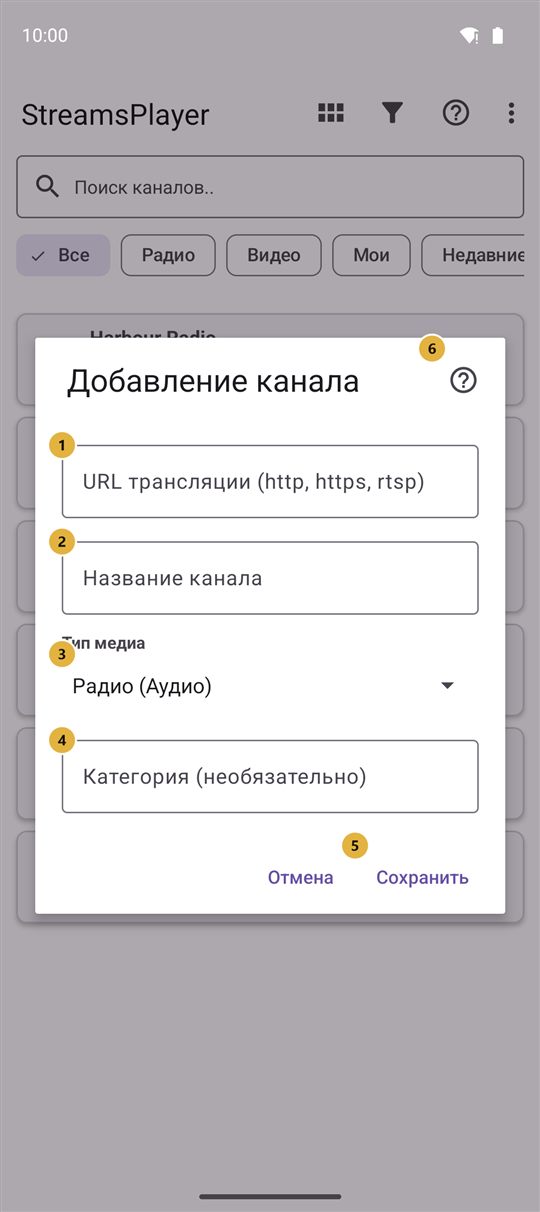 10:00
StreamsPlayer
Поиск каналов..
Все
Радио
Видео
Мои
Недавние
Harbour Radio
6
Добавление канала
1
URL трансляции (http, https, rtsp)
2
Название канала
Тип медиа
3
Радио (Аудио)
4
Категория (необязательно)
5
Отмена
Сохранить